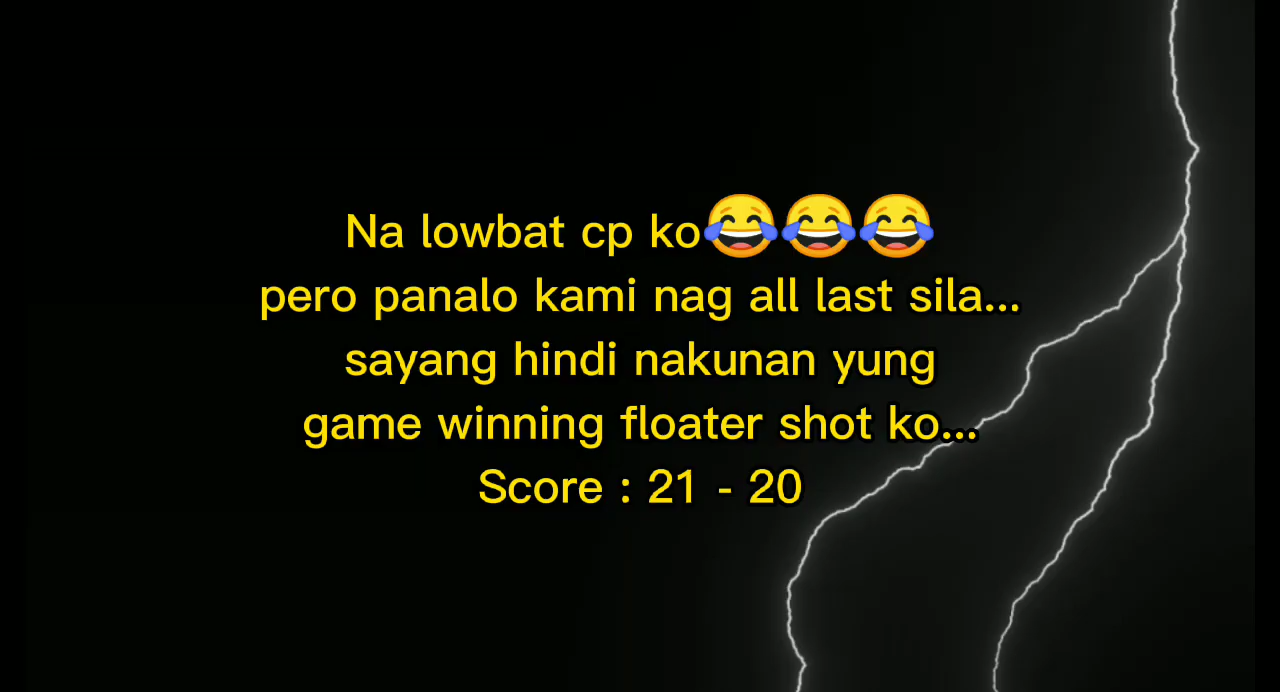 Na lowbat cp ko😂😂😂
pero panalo kami nag all last sila...
sayang hindi nakunan yung
game winning floater shot ko...
Score : 21 - 20